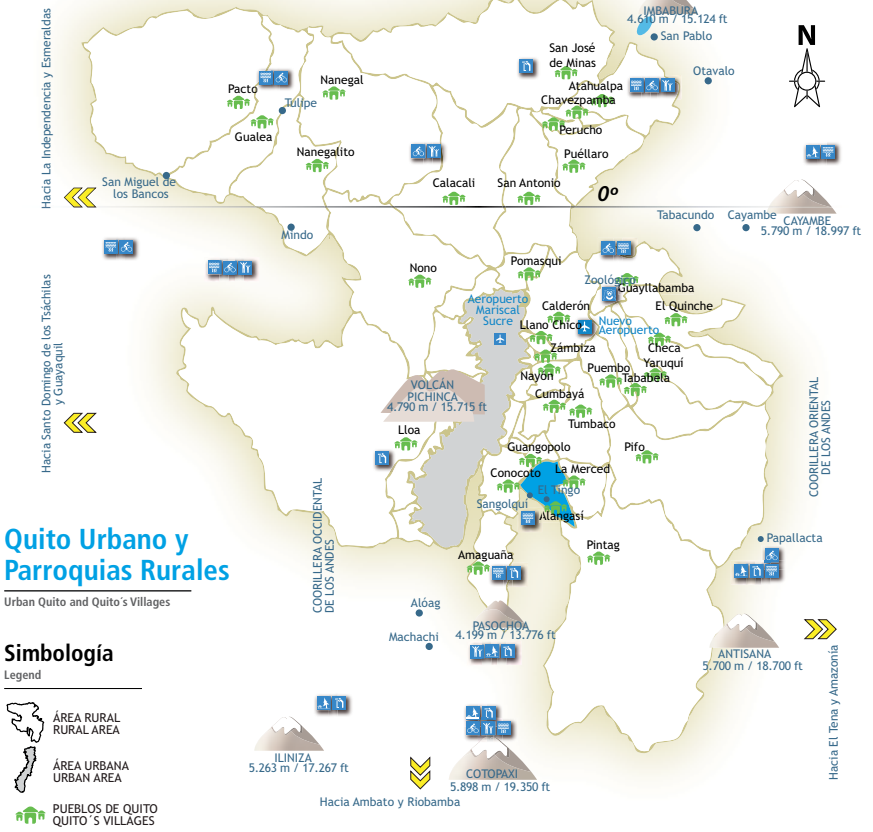 IMBABURA
4.610 m / 15.124 ft
San Pablo
N
Otavalo
San José
de Minas
Atahualpa
Chavezpamba
Perucho
Puéllaro
Nanegal
Pacto
Tulipe
Gualea
Nanegalito
Hacia La Independencia y Esmeraldas
San Miguel de
los Bancos
Calacali
San Antonio
0º
Tabacundo
Cayambe
CAYAMBE
5.790 m / 18.997 ft
Mindo
Nono
Pomasqui
Zoológico
Guayllabamba
Aeropuerto
Mariscal
Sucre
Calderón
El Quinche
Llano Chico
Nuevo
Aeropuerto
Zámbiza
Checa
Yaruquí
Nayón
Puembo
Tababela
Hacia Santo Domingo de los Tsáchilas
y Guayaquil
VOLCÁN
PICHINCA
4.790 m / 15.715 ft
Cumbayá
Tumbaco
COORILLERA ORIENTAL
DE LOS ANDES
Lloa
Guangopolo
Pifo
Conocoto
La Merced
El Tingo
Sangolquí
Alangasí
COORILLERA OCCIDENTAL
DE LOS ANDES
Quito Urbano y
Parroquias Rurales
Urban Quito and Quito´s Villages
Amaguaña
Pintag
Papallacta
Alóag
Machachi
PASOCHOA
4.199 m / 13.776 ft
ANTISANA
5.700 m / 18.700 ft
Hacia El Tena y Amazonía
Simbología
Legend
ÁREA RURAL
RURAL AREA
ÁREA URBANA
URBAN AREA
PUEBLOS DE QUITO
QUITO´S VILLAGES
ILINIZA
5.263 m / 17.267 ft
COTOPAXI
5.898 m / 19.350 ft
Hacia Ambato y Riobamba